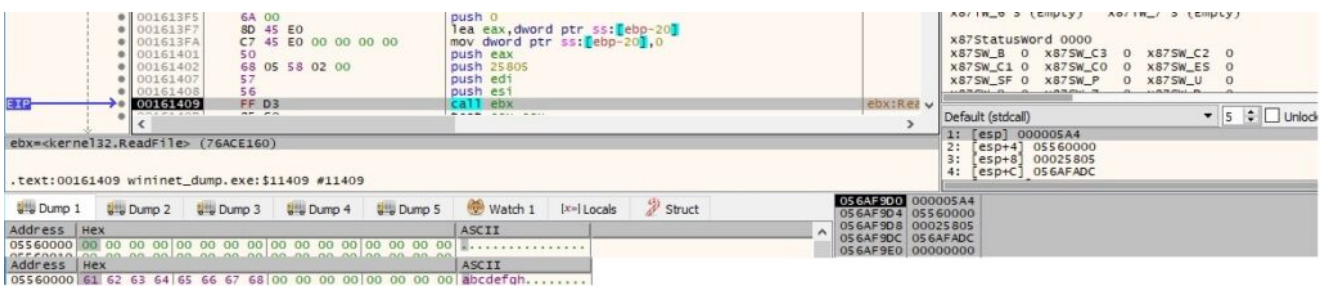 001613F5 6A 00 push 0
001613F7 8D 45 E0 lea eax,dword ptr ss:[ebp-20]
001613FA C7 45 E0 00 00 00 00 mov dword ptr ss:[ebp-20],0
00161401 50 push eax
00161402 68 05 58 02 00 push 25805
00161407 57 push edi
00161408 56 push esi
EIP 00161409 FF D3 call ebx ebx:Rea
ebx=<kernel32.ReadFile> (76ACE160)
.text:00161409 wininet_dump.exe:$11409 #11409
x87StatusWord 0000
x87SW_B 0 x87SW_C3 0 x87SW_C2 0
x87SW_C1 0 x87SW_C0 0 x87SW_ES 0
x87SW_SF 0 x87SW_P 0 x87SW_U 0
Default (stdcall) 5 Unlock
1: [esp] 000005A4
2: [esp+4] 05560000
3: [esp+8] 00025805
4: [esp+C] 056AFADC
Dump 1 Dump 2 Dump 3 Dump 4 Dump 5 Watch 1 [x=] Locals Struct
Address Hex ASCII
05560000 00 00 00 00 00 00 00 00 00 00 00 00 00 00 00 00 ................
Address Hex ASCII
05560000 61 62 63 64 65 66 67 68 00 00 00 00 00 00 00 00 abcdefgh........
056AF9D0 000005A4
056AF9D4 05560000
056AF9D8 00025805
056AF9DC 056AFADC
056AF9E0 00000000